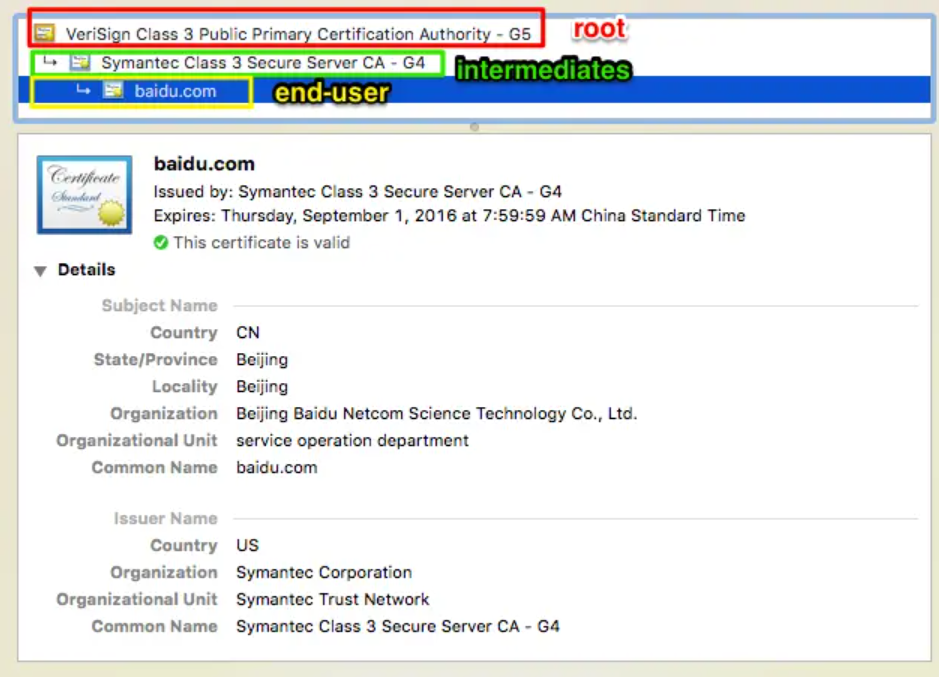 VeriSign Class 3 Public Primary Certification Authority - G5 root
Symantec Class 3 Secure Server CA - G4 intermediates
baidu.com end-user
Certificate
Standard
baidu.com
Issued by: Symantec Class 3 Secure Server CA - G4
Expires: Thursday, September 1, 2016 at 7:59:59 AM China Standard Time
This certificate is valid
Details
Subject Name
Country CN
State/Province Beijing
Locality Beijing
Organization Beijing Baidu Netcom Science Technology Co., Ltd.
Organizational Unit service operation department
Common Name baidu.com
Issuer Name
Country US
Organization Symantec Corporation
Organizational Unit Symantec Trust Network
Common Name Symantec Class 3 Secure Server CA - G4